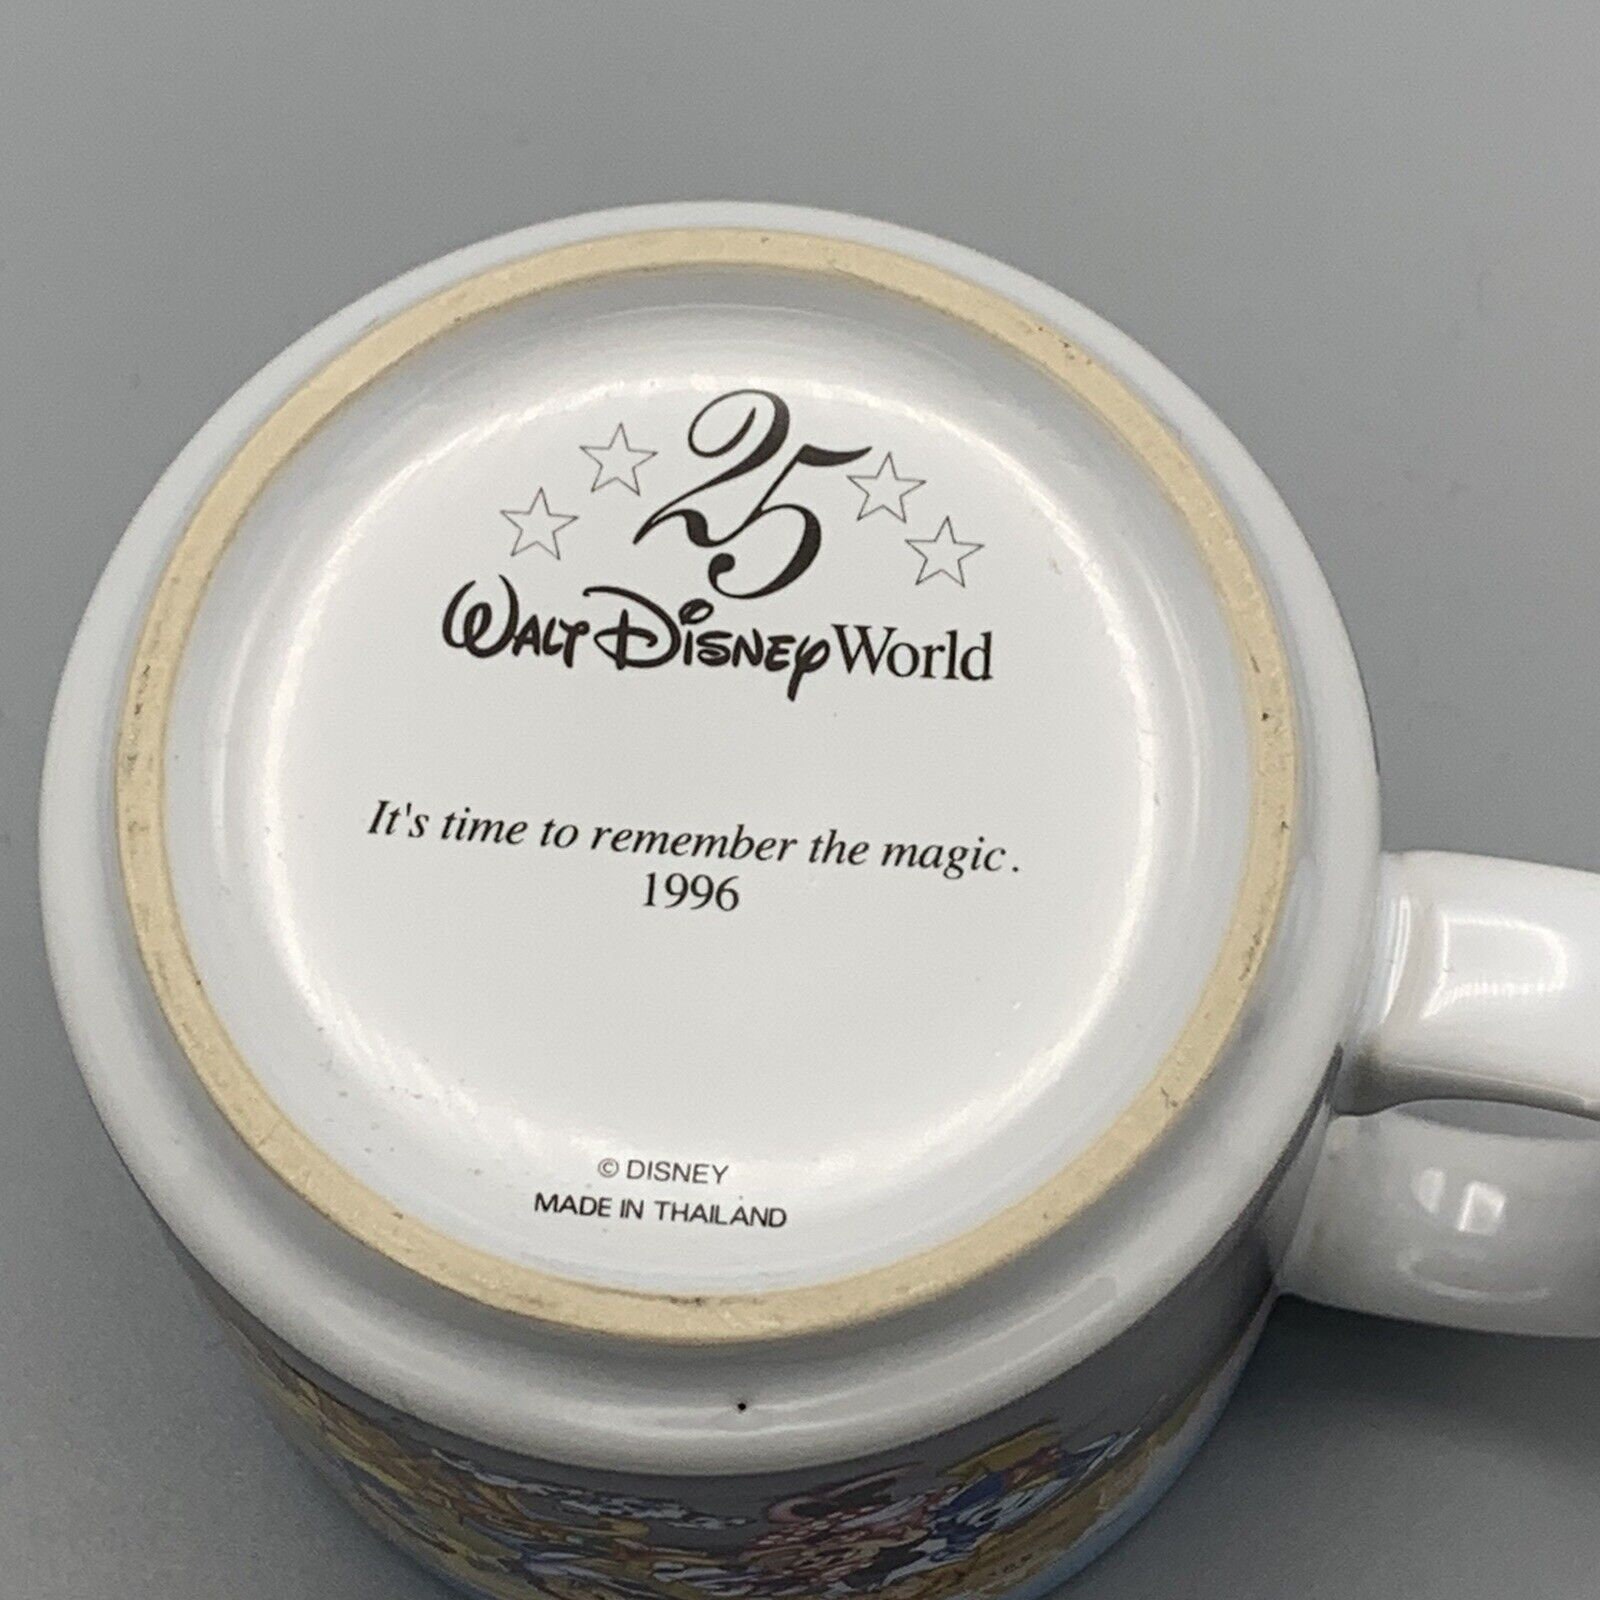 25
Walt Disney World
It's time to remember the magic.
1996
© DISNEY
MADE IN THAILAND